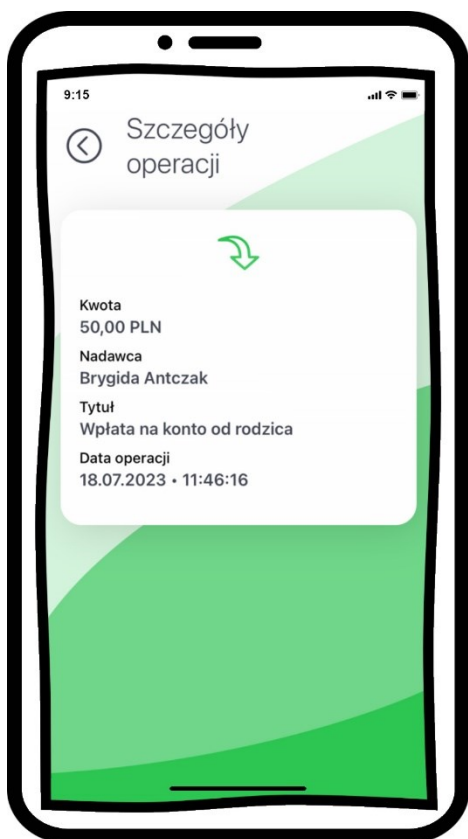 9:15
Szczegóły
operacji
Kwota
50,00 PLN
Nadawca
Brygida Antczak
Tytuł
Wpłata na konto od rodzica
Data operacji
18.07.2023 • 11:46:16